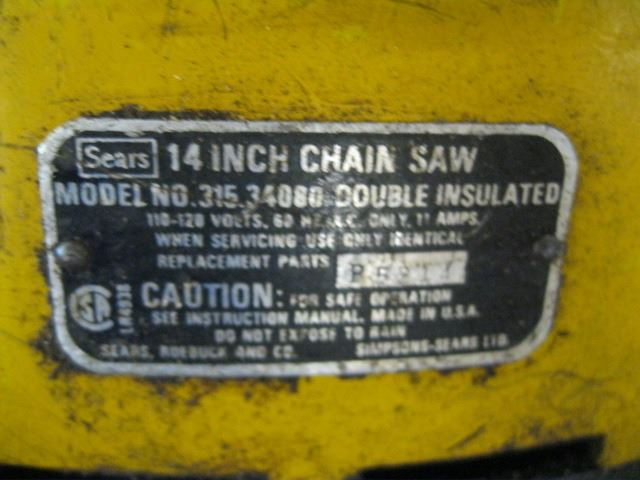 Sears 14 INCH CHAIN SAW
MODEL NO. 315.34080 DOUBLE INSULATED
110-120 VOLTS, 60 HZ. A.C. ONLY, 11 AMPS.
WHEN SERVICING USE ONLY IDENTICAL
REPLACEMENT PARTS
CAUTION: FOR SAFE OPERATION
SEE INSTRUCTION MANUAL. MADE IN U.S.A.
DO NOT EXPOSE TO RAIN
SEARS, ROEBUCK AND CO. SIMPSONS-SEARS LTD.